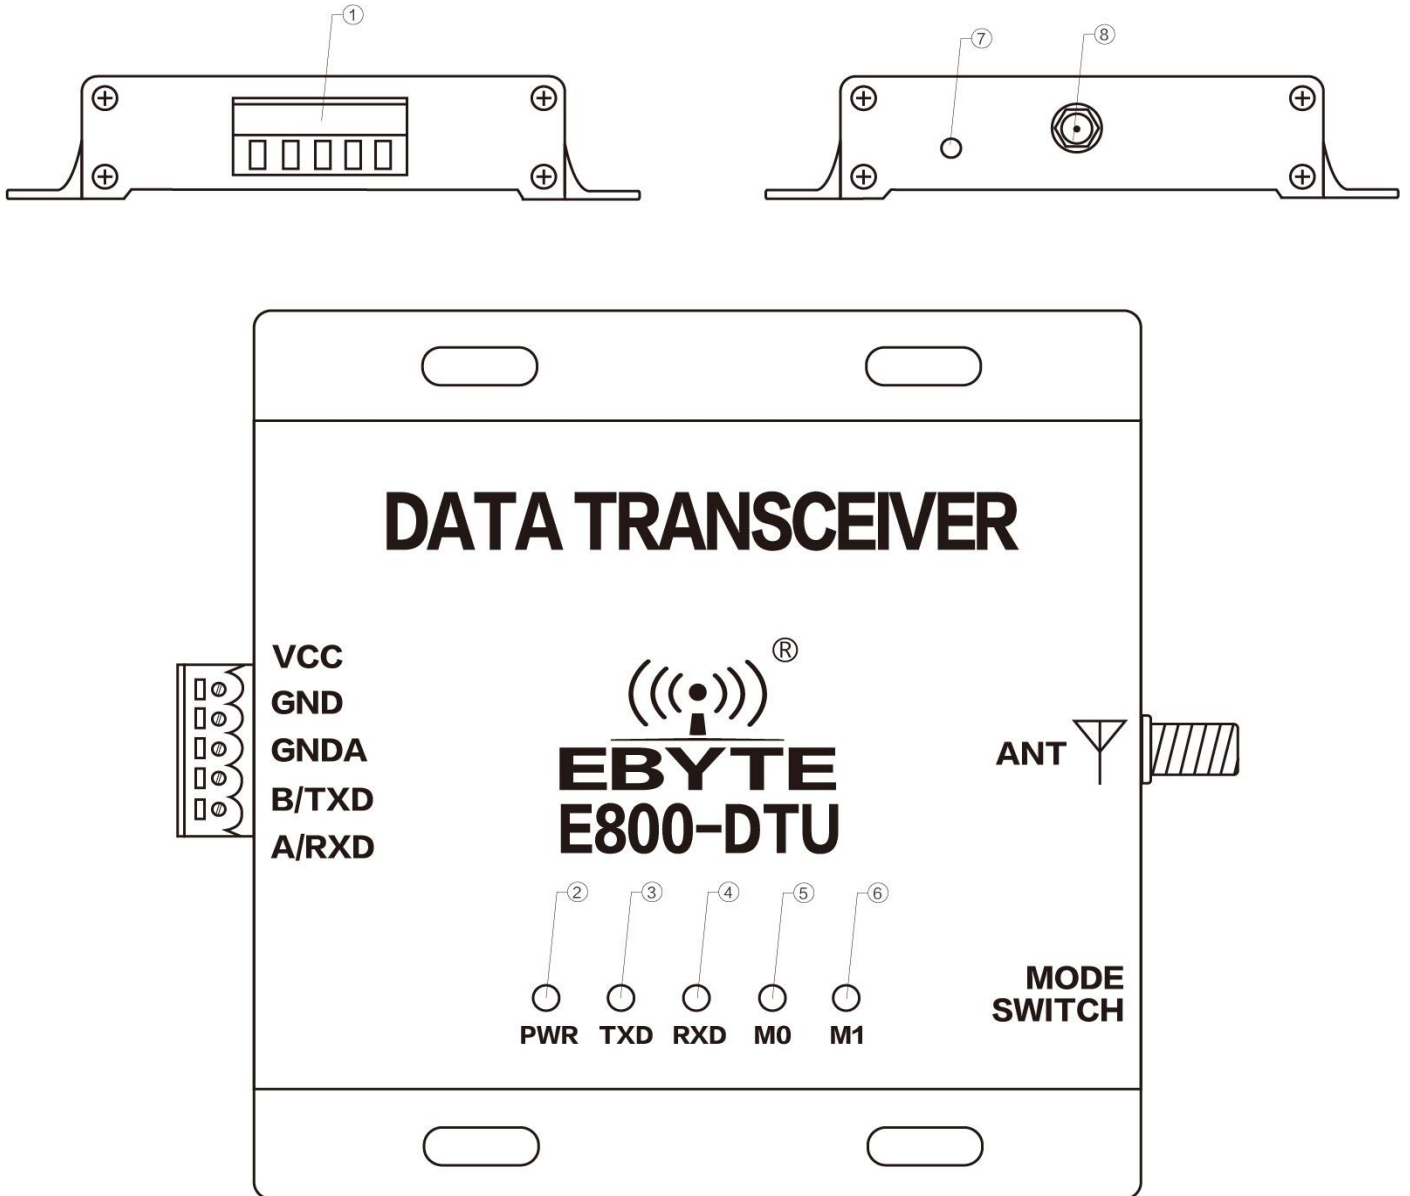 ①
⑦
⑧
DATA TRANSCEIVER
VCC
GND
GNDA
B/TXD
A/RXD
®
EBYTE
E800-DTU
ANT
② ③ ④ ⑤ ⑥
MODE
SWITCH
PWR TXD RXD M0 M1